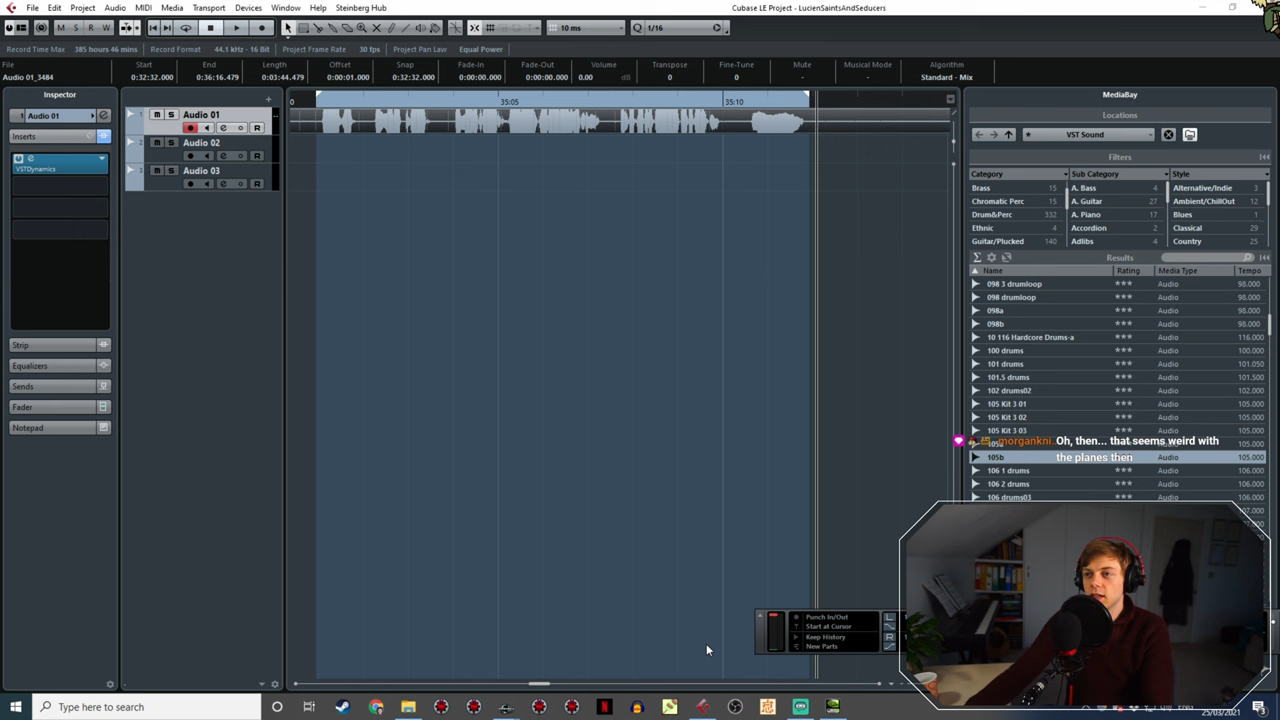 File Edit Project Audio MIDI Media Transport Devices Window Help Steinberg Hub
Cubase LE Project - LucienSaintsAndSeducers
M S R W
10 ms
1/16
Record Time Max 385 hours 46 mins Record Format 44.1 kHz - 16 Bit Project Frame Rate 30 fps Project Pan Law Equal Power
File Start End Length Offset Snap Fade-In Fade-Out Volume Transpose Fine-Tune Mute Musical Mode Algorithm
Audio 01_3484 0:32:32.000 0:36:16.479 0:03:44.479 0:00:01.000 0:32:32.000 0:00:00.000 0:00:00.000 0.00 dB 0 0 - - Standard - Mix
Inspector
1 Audio 01
Inserts
VSTDynamics
Strip
Equalizers
Sends
Fader
Notepad
1 m S Audio 01
R
2 m S Audio 02
R
3 m S Audio 03
R
0 35:05 35:10
MediaBay
Locations
VST Sound
Filters
Category Sub Category Style
Brass 15 A. Bass 4 Alternative/Indie 3
Chromatic Perc 15 A. Guitar 27 Ambient/ChillOut 12
Drum&Perc 332 A. Piano 17 Blues 1
Ethnic 4 Accordion 2 Classical 29
Guitar/Plucked 140 Adlibs 4 Country 25
Results
Name Rating Media Type Tempo
098 3 drumloop *** Audio 98.000
098 drumloop *** Audio 98.000
098a *** Audio 98.000
098b *** Audio 98.000
10 116 Hardcore Drums-a *** Audio 116.000
100 drums *** Audio 100.000
101 drums *** Audio 101.050
101.5 drums *** Audio 101.500
102 drums02 *** Audio 102.000
105 Kit 3 01 *** Audio 105.000
105 Kit 3 02 *** Audio 105.000
105 Kit 3 03 *** Audio 105.000
morgankni.. Oh, then... that seems weird with
the planes then
105b Audio 105.000
106 1 drums *** Audio 106.000
106 2 drums *** Audio 106.000
106 drums03 *** Audio 106.000
Punch In/Out
Start at Cursor
Keep History
New Parts
L
R
Type here to search
ENG
25/03/2021